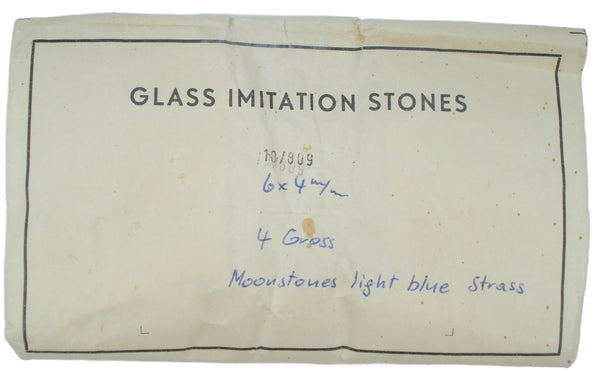 GLASS IMITATION STONES
10/809
6x4 m/m
4 Gross
Moonstones light blue Strass